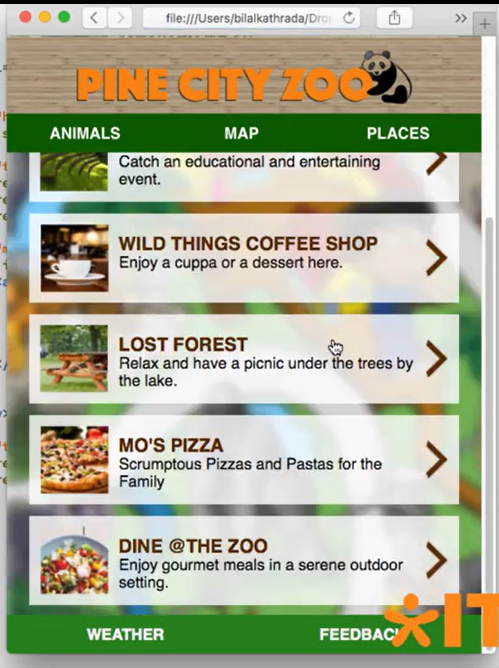 file:///Users/bilalkathrada/Dro
PINE CITY ZOO
ANIMALS MAP PLACES
Catch an educational and entertaining
event.
WILD THINGS COFFEE SHOP
Enjoy a cuppa or a dessert here.
LOST FOREST
Relax and have a picnic under the trees by
the lake.
MO'S PIZZA
Scrumptous Pizzas and Pastas for the
Family
DINE @THE ZOO
Enjoy gourmet meals in a serene outdoor
setting.
WEATHER FEEDBAC
IT